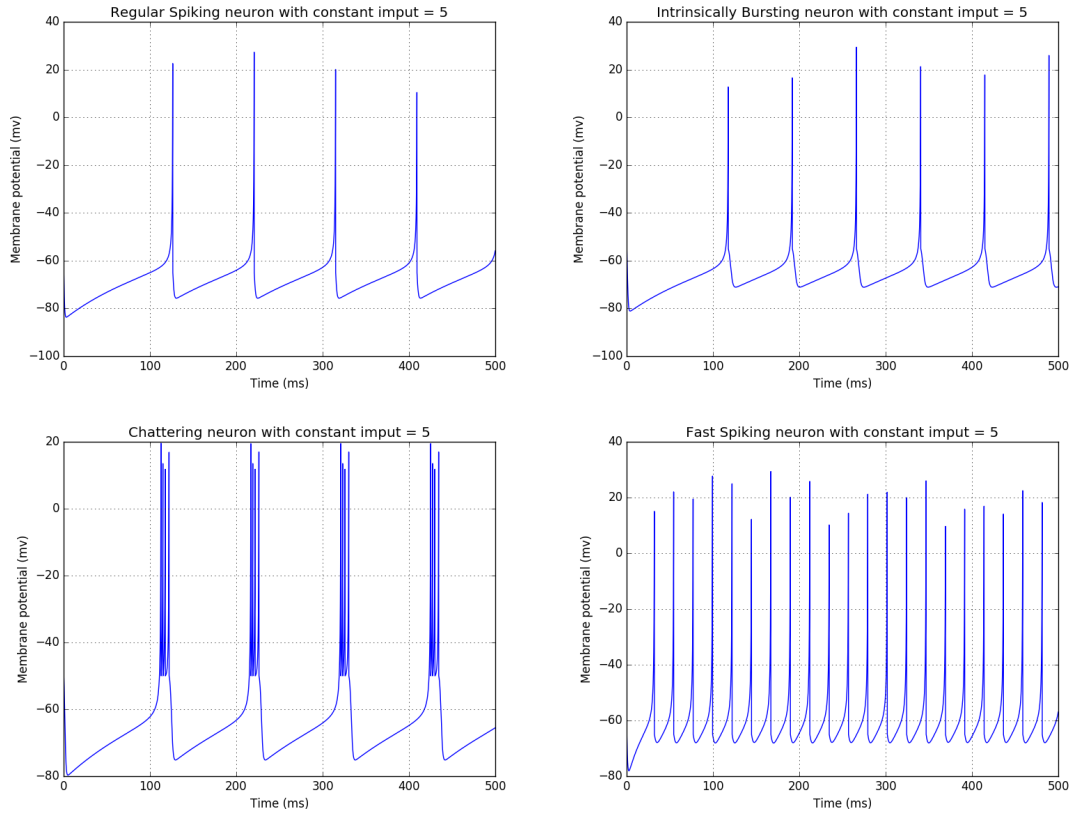 Regular Spiking neuron with constant imput = 5
40
20
0
−20
−40
−60
−80
−100
Membrane potential (mv)
0 100 200 300 400 500
Time (ms)
Intrinsically Bursting neuron with constant imput = 5
40
20
0
−20
−40
−60
−80
−100
Membrane potential (mv)
0 100 200 300 400 500
Time (ms)
Chattering neuron with constant imput = 5
20
0
−20
−40
−60
−80
Membrane potential (mv)
0 100 200 300 400 500
Time (ms)
Fast Spiking neuron with constant imput = 5
40
20
0
−20
−40
−60
−80
Membrane potential (mv)
0 100 200 300 400 500
Time (ms)